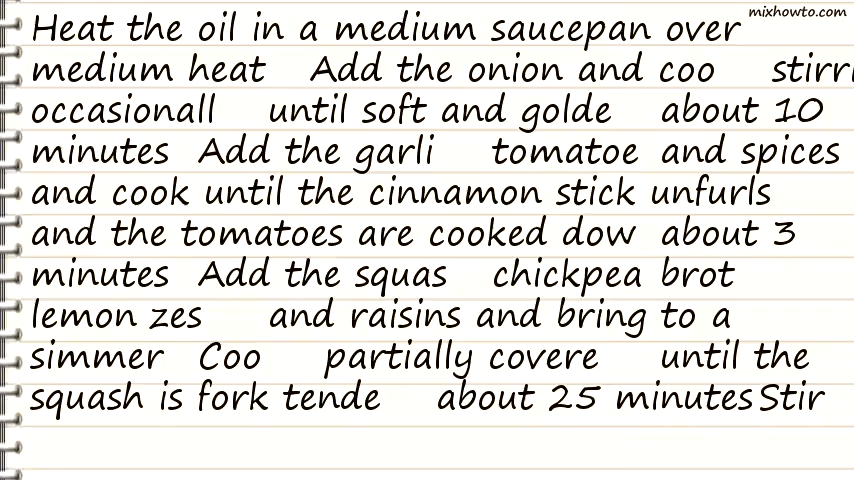 mixhowto.com
Heat the oil in a medium saucepan over
medium heat Add the onion and coo stirri
occasionall until soft and golde about 10
minutes Add the garli tomatoe and spices
and cook until the cinnamon stick unfurls
and the tomatoes are cooked dow about 3
minutes Add the squas chickpea brot
lemon zes and raisins and bring to a
simmer Coo partially covere until the
squash is fork tende about 25 minutes Stir